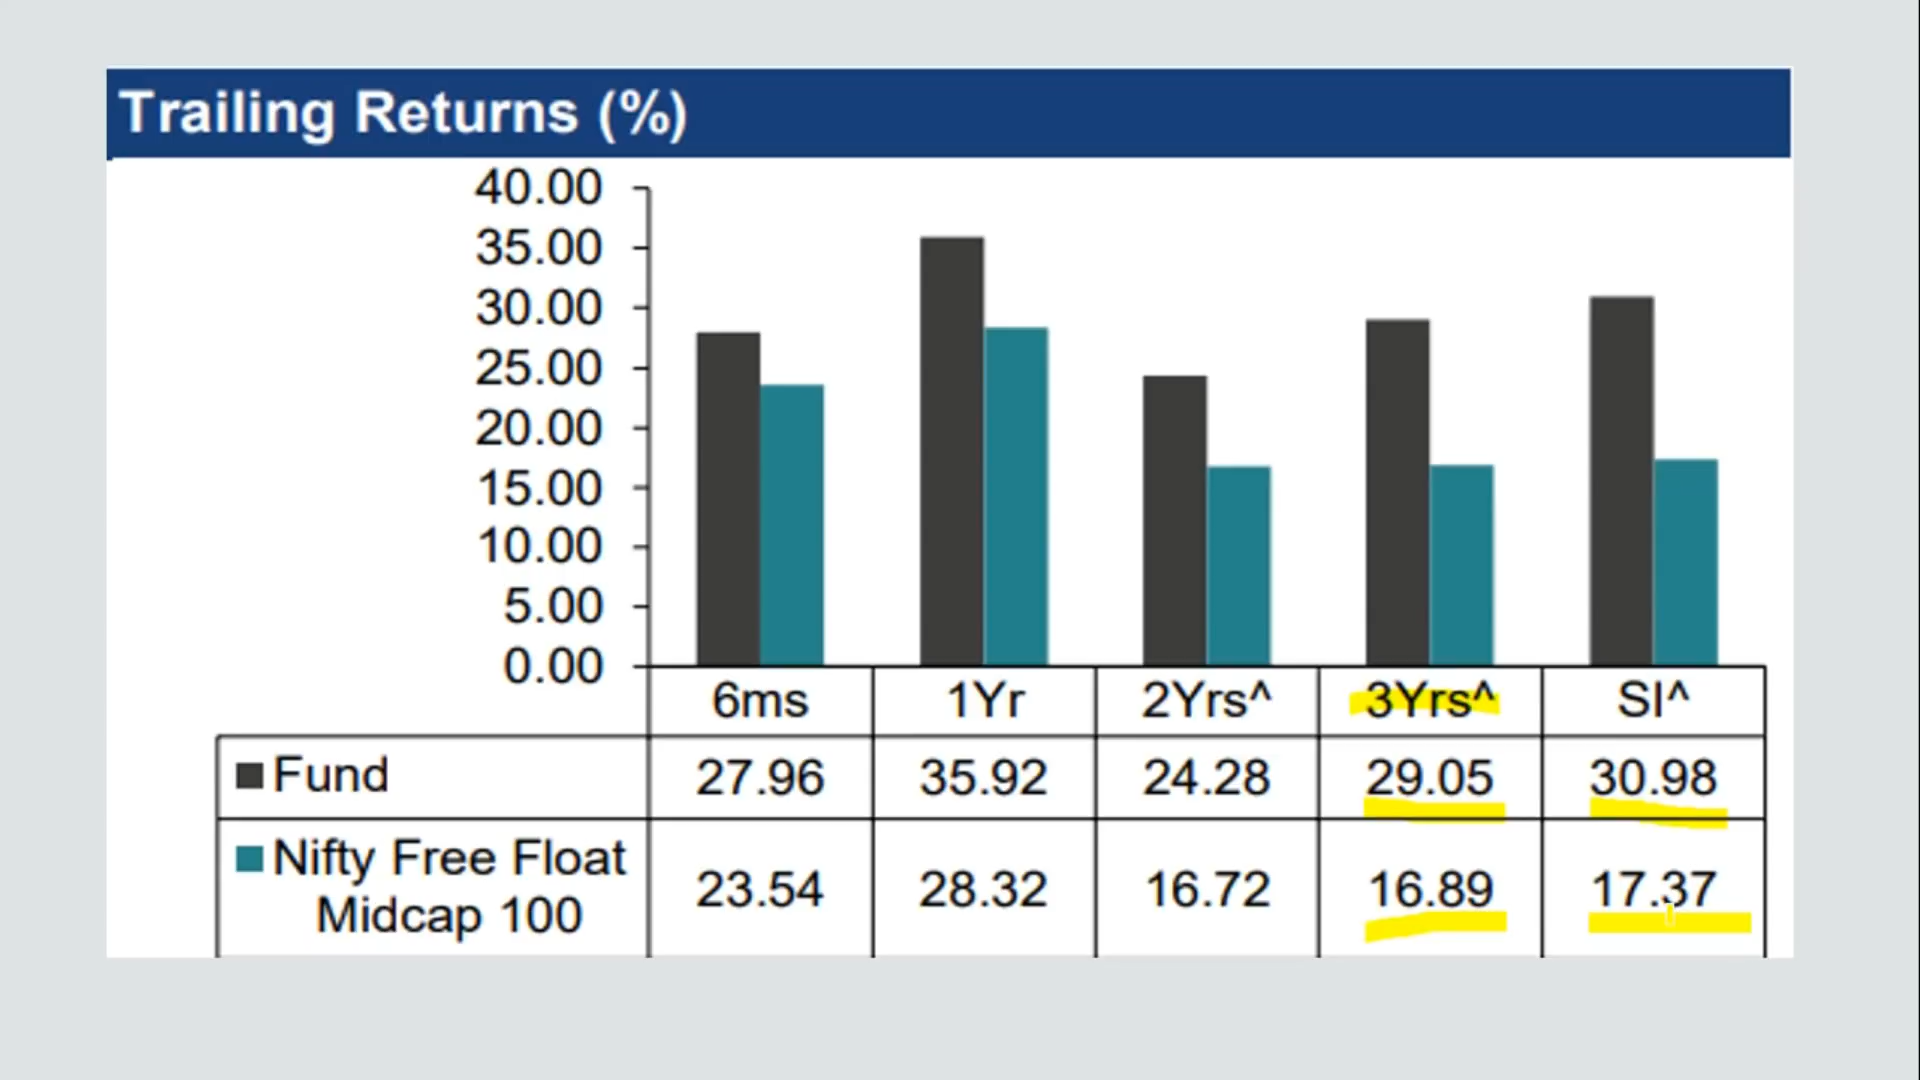 Trailing Returns (%)
40.00
35.00
30.00
25.00
20.00
15.00
10.00
5.00
0.00
6ms 1Yr 2Yrs^ 3Yrs^ SI^
Fund 27.96 35.92 24.28 29.05 30.98
Nifty Free Float
Midcap 100 23.54 28.32 16.72 16.89 17.37